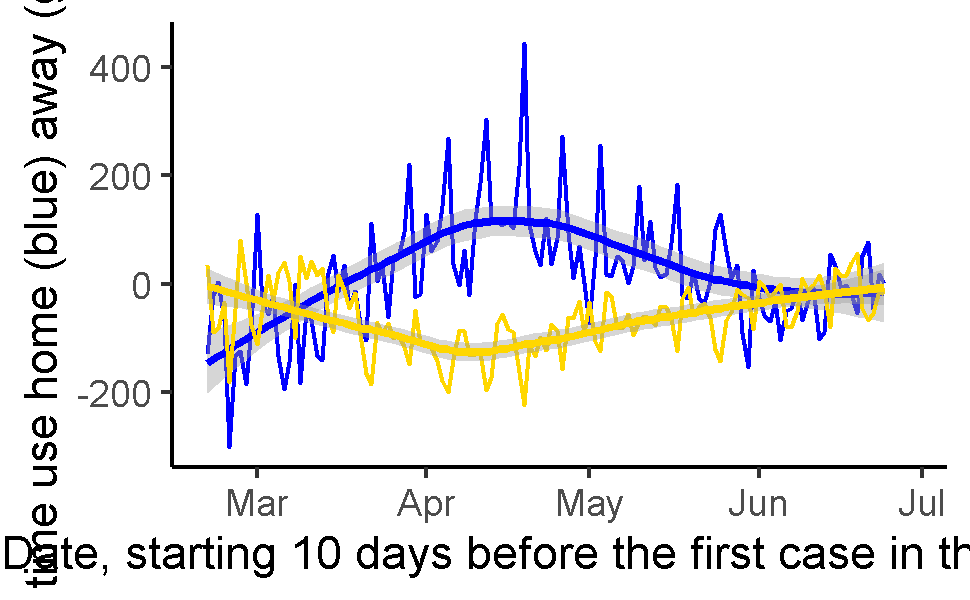 time use home (blue) away (
400
200
0
-200
Mar Apr May Jun Jul
Date, starting 10 days before the first case in th